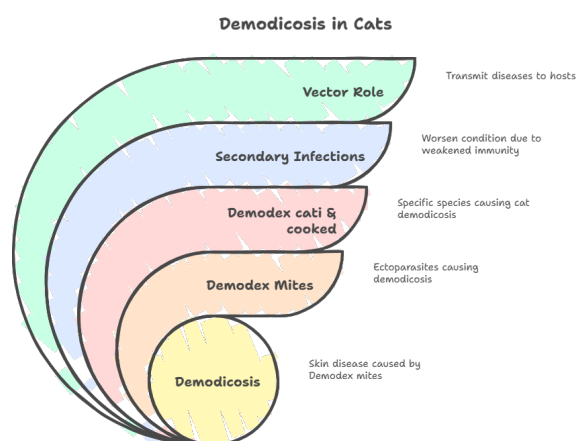 Demodicosis in Cats
Vector Role
Transmit diseases to hosts
Secondary Infections
Worsen condition due to
weakened immunity
Demodex cati &
cooked
Specific species causing cat
demodicosis
Demodex Mites
Ectoparasites causing
demodicosis
Demodicosis
Skin disease caused by
Demodex mites